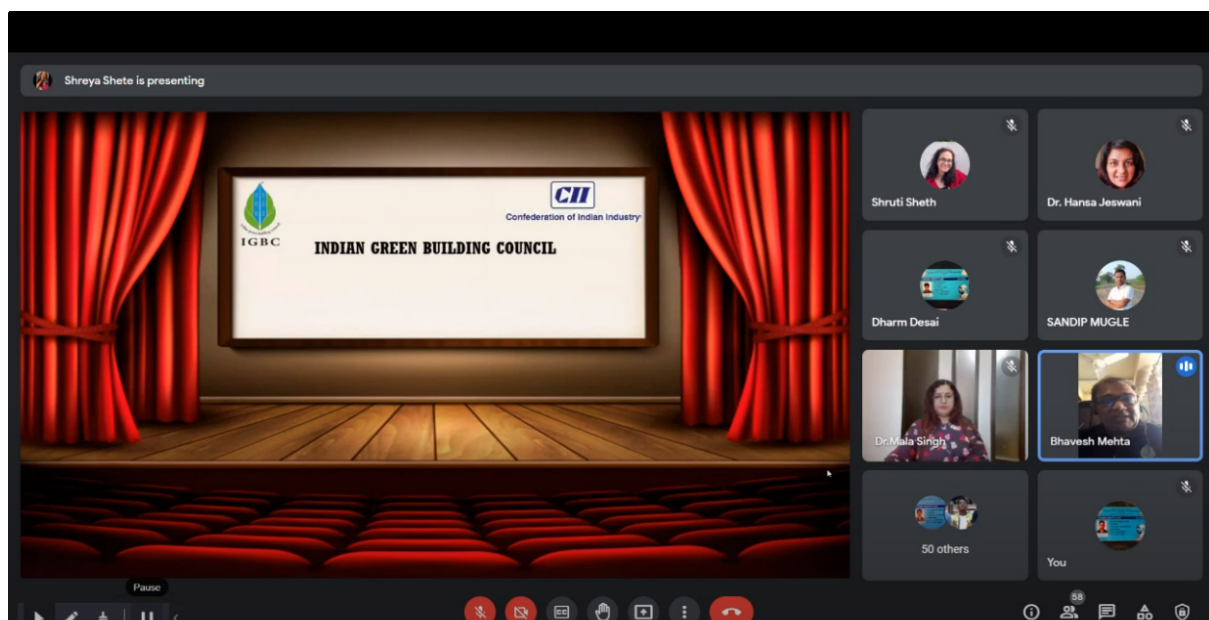 Shreya Shete is presenting
CII
Confederation of Indian Industry
IGBC
INDIAN GREEN BUILDING COUNCIL
Shruti Sheth
Dr. Hansa Jeswani
Dharm Desai
SANDIP MUGLE
Dr.Mala Singh
Bhavesh Mehta
50 others
You
Pause
CC
58